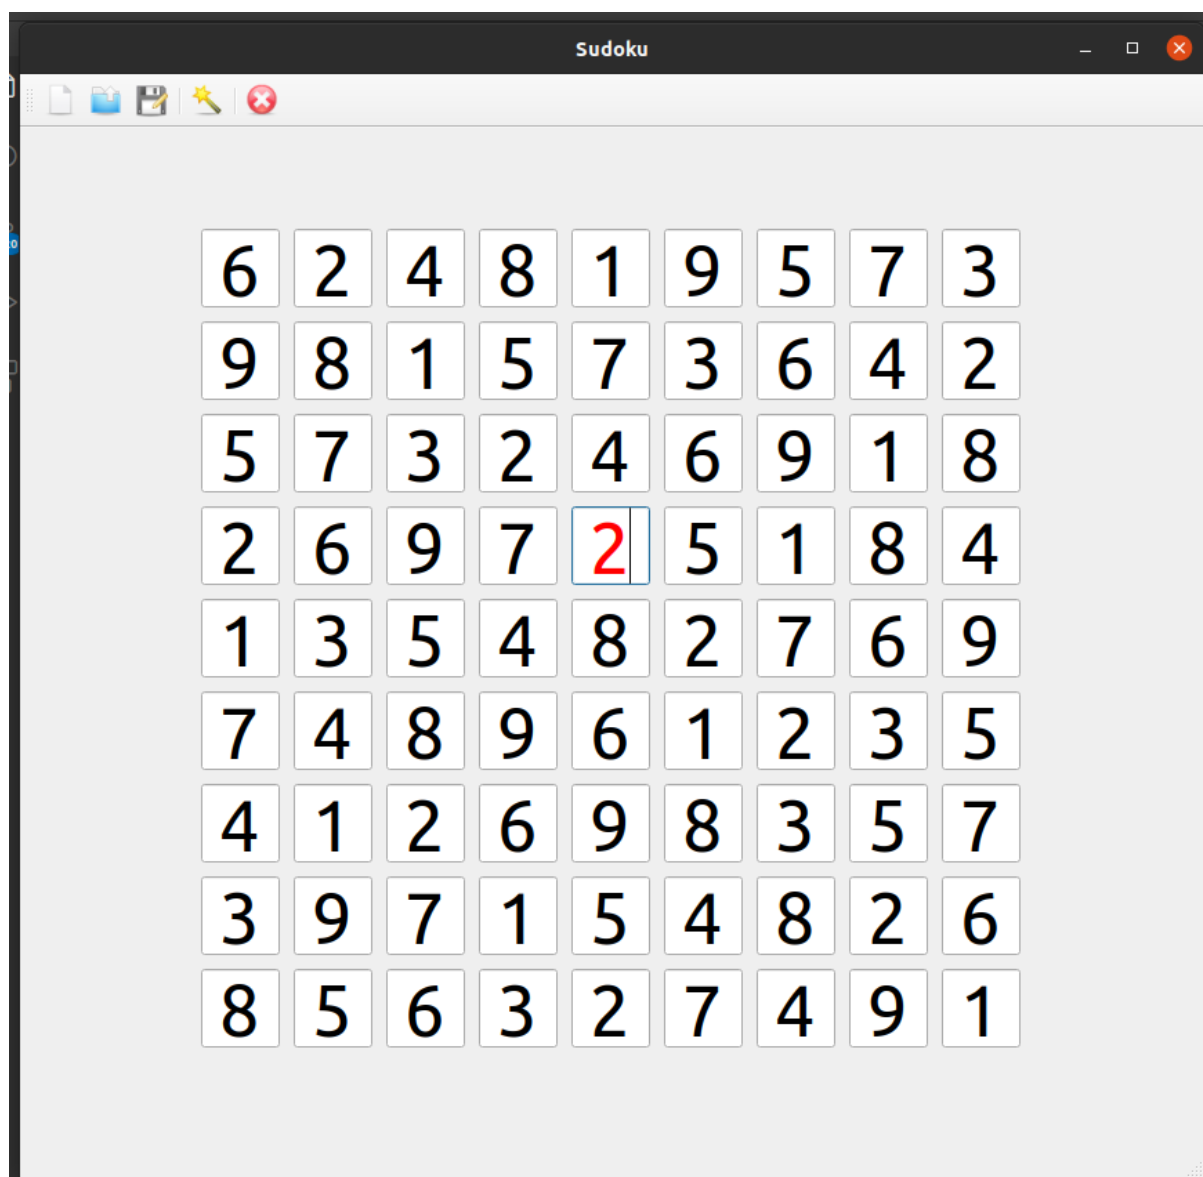 Sudoku
6 2 4 8 1 9 5 7 3
9 8 1 5 7 3 6 4 2
5 7 3 2 4 6 9 1 8
2 6 9 7 2 5 1 8 4
1 3 5 4 8 2 7 6 9
7 4 8 9 6 1 2 3 5
4 1 2 6 9 8 3 5 7
3 9 7 1 5 4 8 2 6
8 5 6 3 2 7 4 9 1